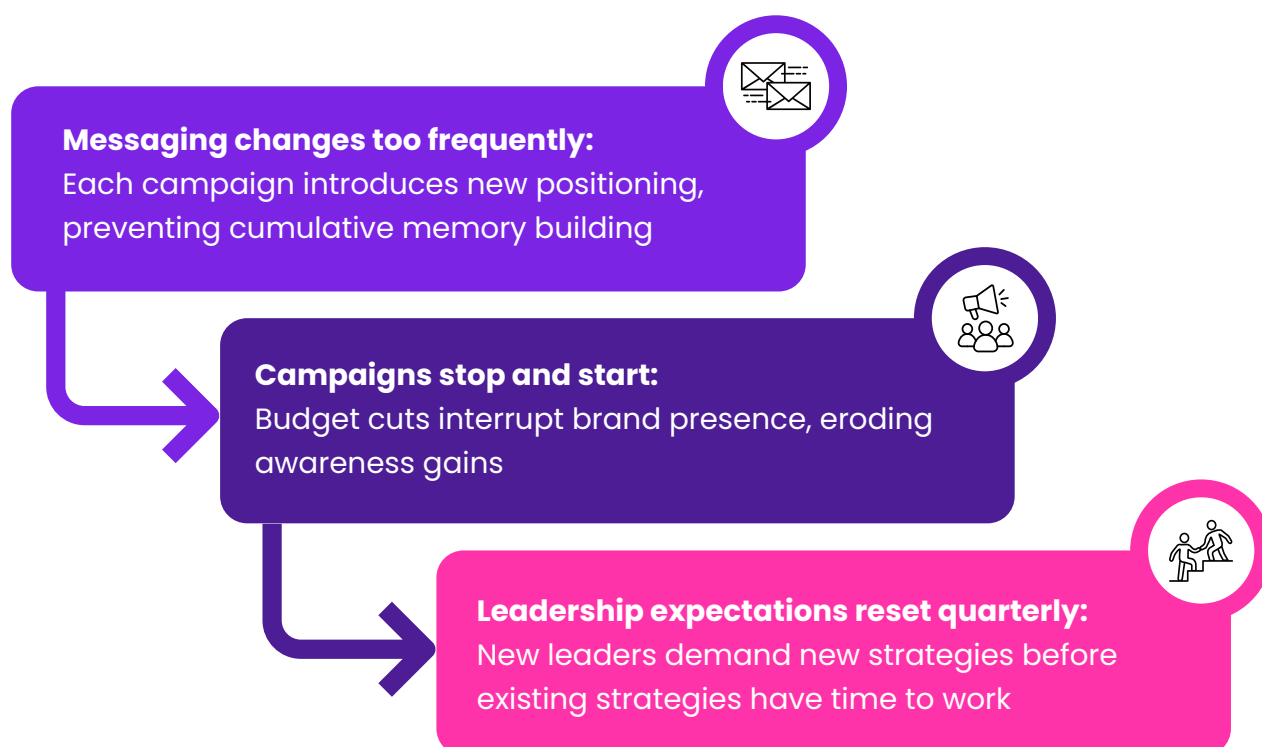 Messaging changes too frequently:
Each campaign introduces new positioning,
preventing cumulative memory building
Campaigns stop and start:
Budget cuts interrupt brand presence, eroding
awareness gains
Leadership expectations reset quarterly:
New leaders demand new strategies before
existing strategies have time to work